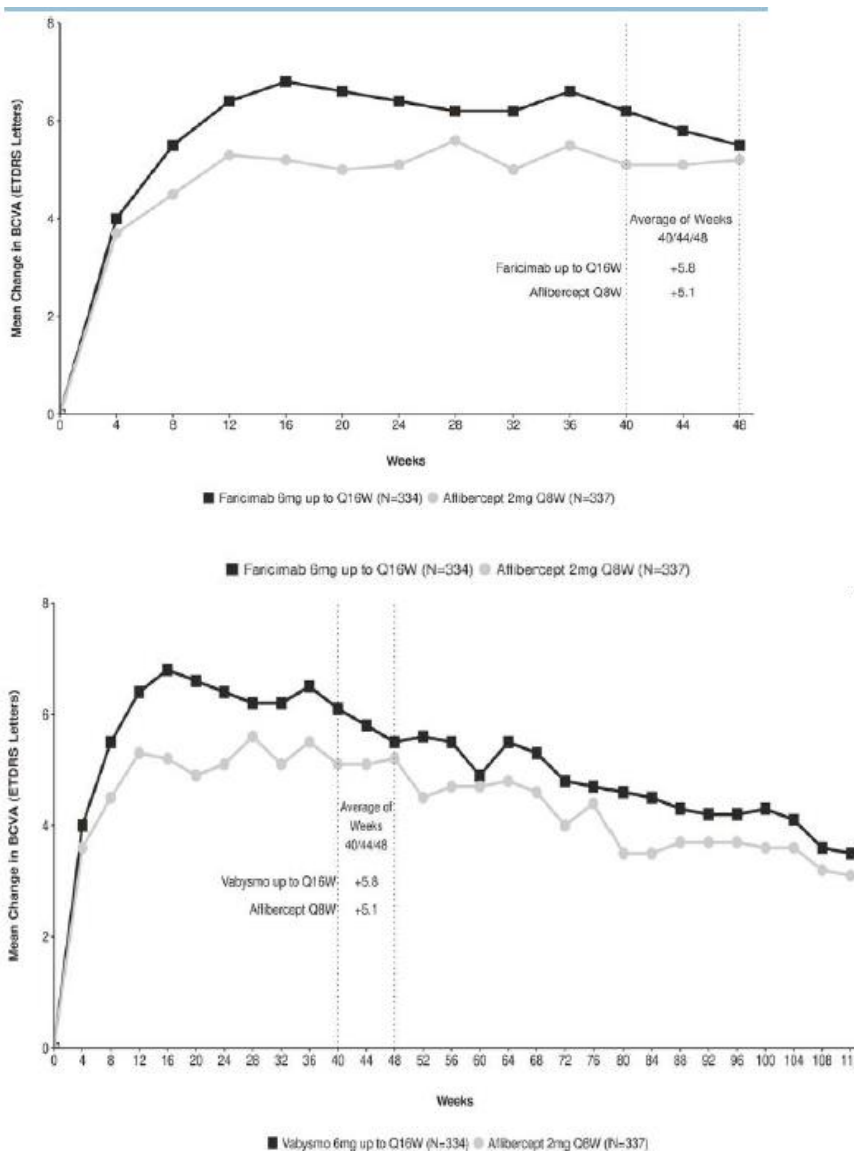 8
6
4
2
0
Mean Change in BCVA (ETDRS Letters)
Average of Weeks
40/44/48
Faricimab up to Q16W +5.8
Aflibercept Q8W +5.1
0 4 8 12 16 20 24 28 32 36 40 44 48
Weeks
Faricimab 6mg up to Q16W (N=334) Aflibercept 2mg Q8W (N=337)
Faricimab 6mg up to Q16W (N=334) Aflibercept 2mg Q8W (N=337)
8
6
4
2
0
Mean Change in BCVA (ETDRS Letters)
Average of
Weeks
40/44/48
Vabysmo up to Q16W +5.8
Aflibercept Q8W +5.1
0 4 8 12 16 20 24 28 32 36 40 44 48 52 56 60 64 68 72 76 80 84 88 92 96 100 104 108 11
Weeks
Vabysmo 6mg up to Q16W (N=334) Aflibercept 2mg Q8W (N=337)